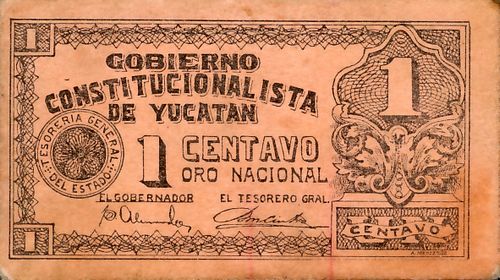 1
GOBIERNO
CONSTITUCIONALISTA
DE YUCATAN
1
TESORERIA GENERAL
DEL ESTADO
1 CENTAVO
ORO NACIONAL
EL GOBERNADOR EL TESORERO GRAL.
CENTAVO
1